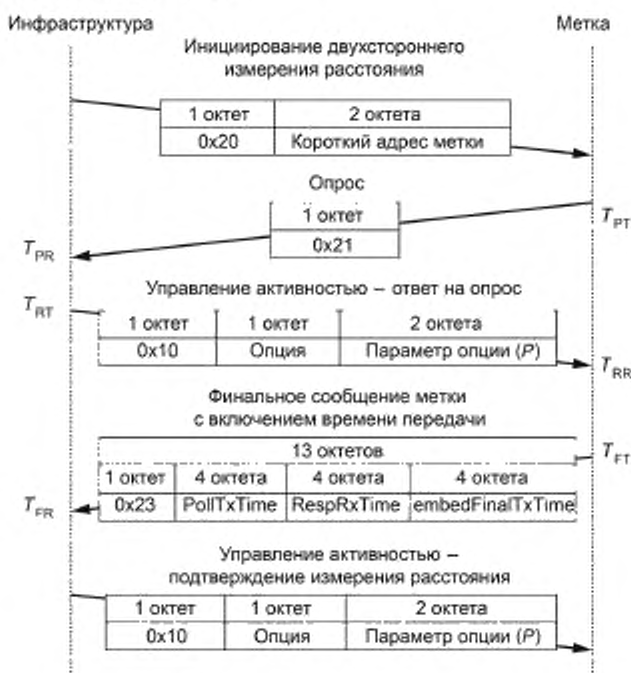 Инфраструктура Метка
Инициирование двухстороннего
измерения расстояния
1 октет 2 октета
0x20 Короткий адрес метки
Опрос
1 октет
0x21
T_PT
T_PR
Управление активностью – ответ на опрос
T_RT
1 октет 1 октет 2 октета
0x10 Опция Параметр опции (P)
T_RR
Финальное сообщение метки
с включением времени передачи
13 октетов
T_FT
1 октет 4 октета 4 октета 4 октета
0x23 PollTxTime RespRxTime embedFinalTxTime
T_FR
Управление активностью –
подтверждение измерения расстояния
1 октет 1 октет 2 октета
0x10 Опция Параметр опции (P)